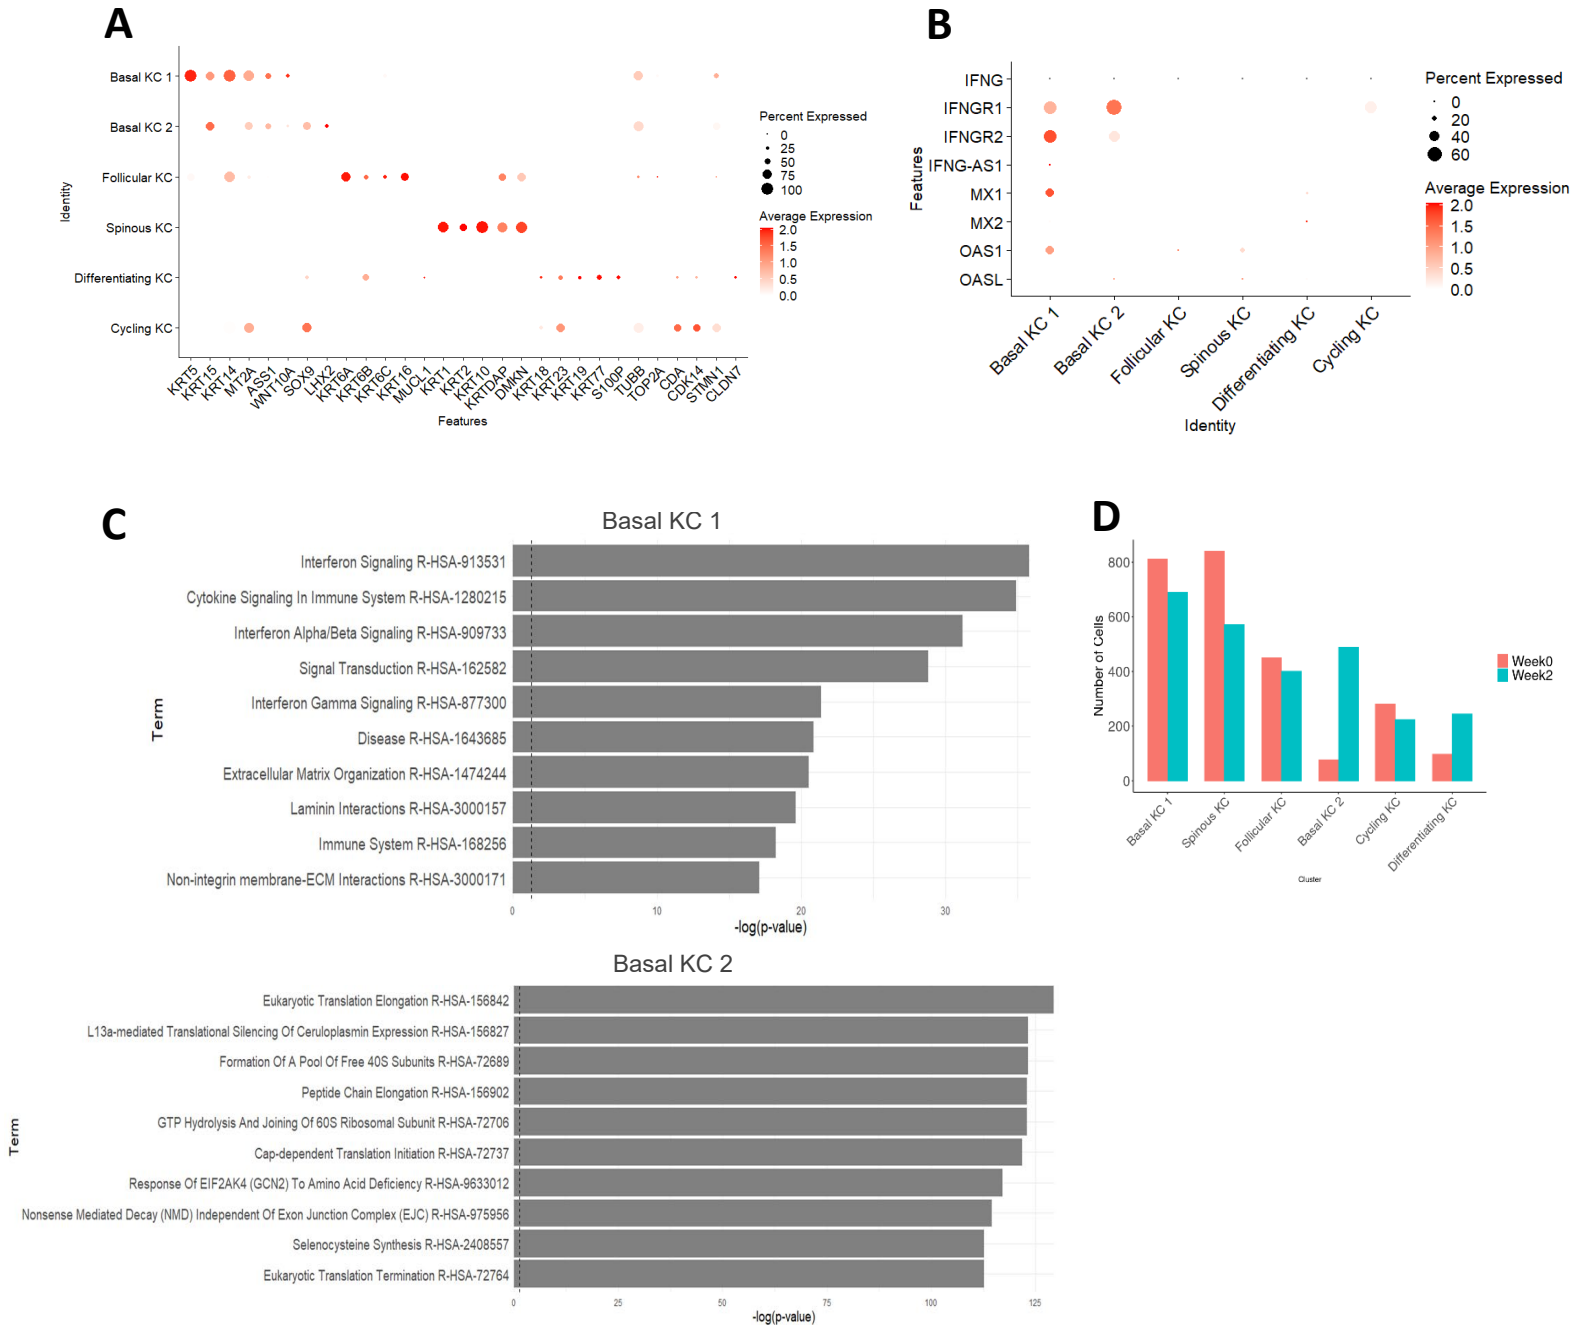 A
Basal KC 1
Basal KC 2
Follicular KC
Spinous KC
Differentiating KC
Cycling KC
Identity
KRT5
KRT15
KRT14
MT2A
ASS1
WNT10A
SOX9
LHX2
KRT6A
KRT6B
KRT6C
KRT16
MUCL1
KRT1
KRT2
KRT10
KRTDAP
DMKN
KRT18
KRT23
KRT19
KRT77
S100P
TUBB
TOP2A
CDA
CDK14
STMN1
CLDN7
Features
Percent Expressed
0
25
50
75
100
Average Expression
2.0
1.5
1.0
0.5
0.0
B
IFNG
IFNGR1
IFNGR2
IFNG-AS1
MX1
MX2
OAS1
OASL
Features
Basal KC 1
Basal KC 2
Follicular KC
Spinous KC
Differentiating KC
Cycling KC
Identity
Percent Expressed
0
20
40
60
Average Expression
2.0
1.5
1.0
0.5
0.0
C
Basal KC 1
Interferon Signaling R-HSA-913531
Cytokine Signaling In Immune System R-HSA-1280215
Interferon Alpha/Beta Signaling R-HSA-909733
Signal Transduction R-HSA-162582
Interferon Gamma Signaling R-HSA-877300
Disease R-HSA-1643685
Extracellular Matrix Organization R-HSA-1474244
Laminin Interactions R-HSA-3000157
Immune System R-HSA-168256
Non-integrin membrane-ECM Interactions R-HSA-3000171
Term
0 10 20 30
-log(p-value)
Basal KC 2
Eukaryotic Translation Elongation R-HSA-156842
L13a-mediated Translational Silencing Of Ceruloplasmin Expression R-HSA-156827
Formation Of A Pool Of Free 40S Subunits R-HSA-72689
Peptide Chain Elongation R-HSA-156902
GTP Hydrolysis And Joining Of 60S Ribosomal Subunit R-HSA-72706
Cap-dependent Translation Initiation R-HSA-72737
Response Of EIF2AK4 (GCN2) To Amino Acid Deficiency R-HSA-9633012
Nonsense Mediated Decay (NMD) Independent Of Exon Junction Complex (EJC) R-HSA-975956
Selenocysteine Synthesis R-HSA-2408557
Eukaryotic Translation Termination R-HSA-72764
Term
0 25 50 75 100 125
-log(p-value)
D
Number of Cells
800
600
400
200
0
Basal KC 1
Spinous KC
Follicular KC
Basal KC 2
Cycling KC
Differentiating KC
Cluster
Week0
Week2